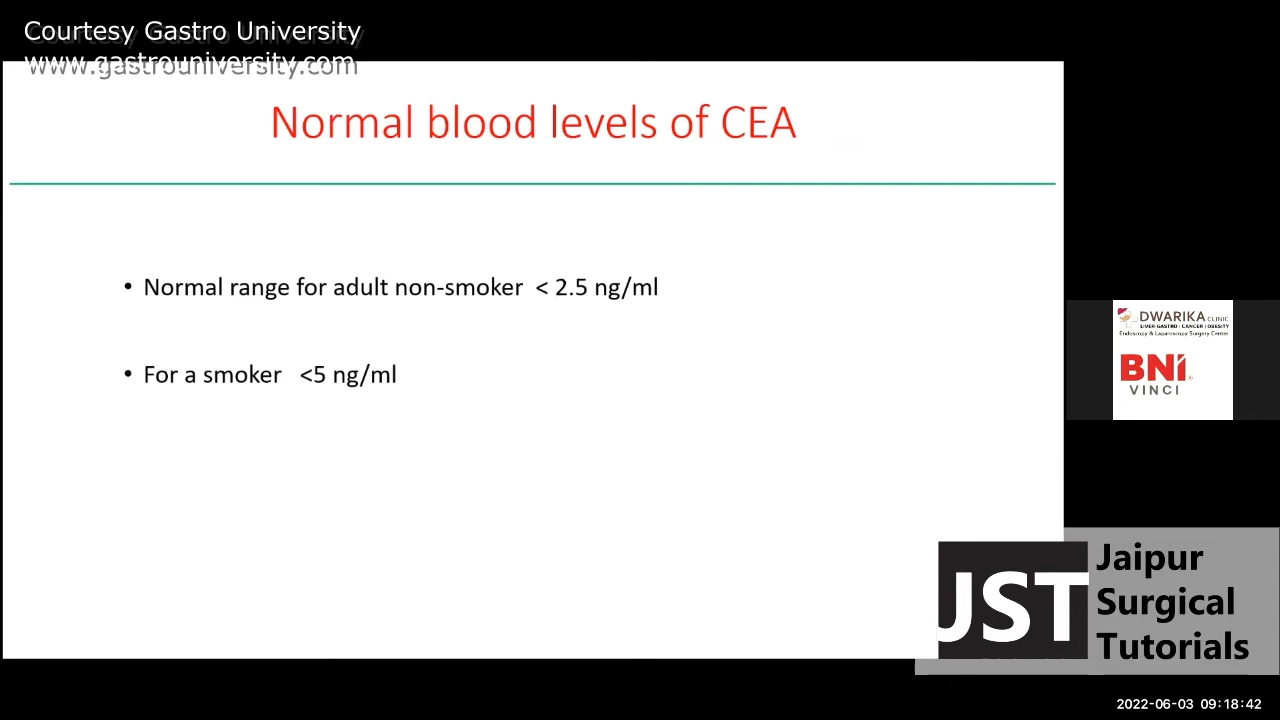 Courtesy Gastro University
www.gastrouniversity.com
Normal blood levels of CEA
• Normal range for adult non-smoker < 2.5 ng/ml
• For a smoker <5 ng/ml
DWARIKA CLINIC
LIVER-GASTRO | CANCER | OBESITY
Endoscopy & Laparoscopy Surgery Center
BNI
VINCI
JST
Jaipur
Surgical
Tutorials
2022-06-03 09:18:42